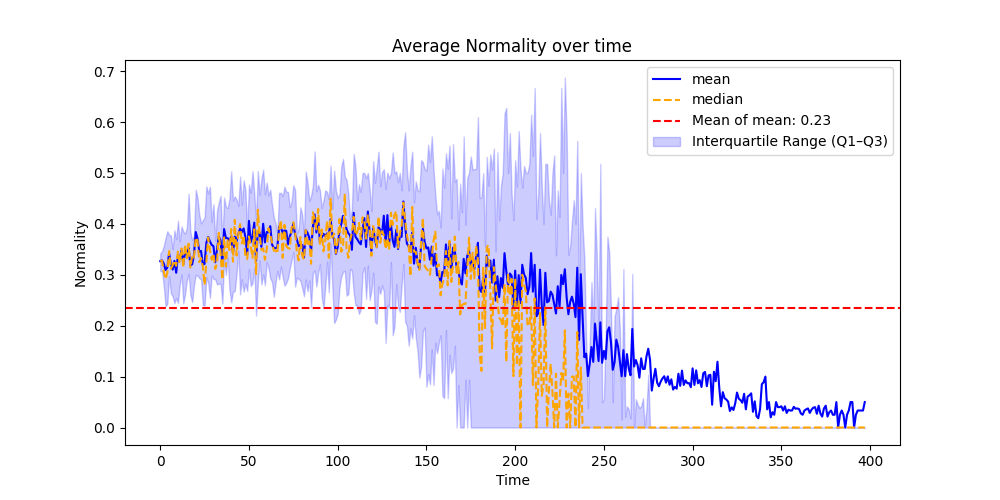 Average Normality over time
mean
median
Mean of mean: 0.23
Interquartile Range (Q1–Q3)
Normality
0.7
0.6
0.5
0.4
0.3
0.2
0.1
0.0
0 50 100 150 200 250 300 350 400
Time